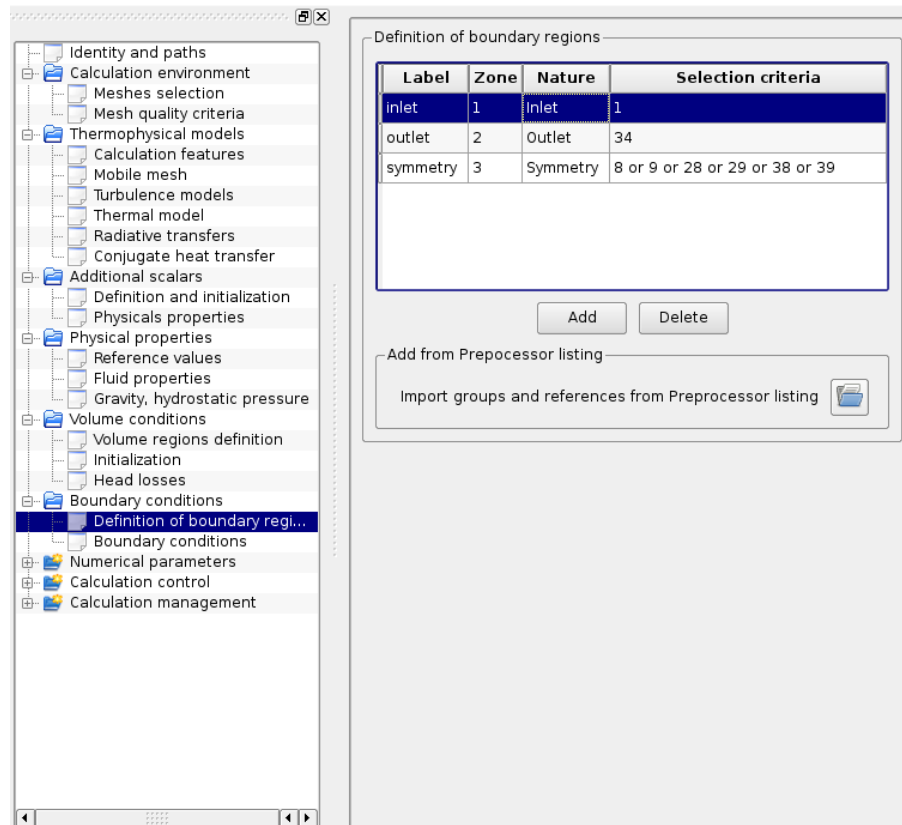 Identity and paths
Calculation environment
Meshes selection
Mesh quality criteria
Thermophysical models
Calculation features
Mobile mesh
Turbulence models
Thermal model
Radiative transfers
Conjugate heat transfer
Additional scalars
Definition and initialization
Physicals properties
Physical properties
Reference values
Fluid properties
Gravity, hydrostatic pressure
Volume conditions
Volume regions definition
Initialization
Head losses
Boundary conditions
Definition of boundary regi...
Boundary conditions
Numerical parameters
Calculation control
Calculation management
Definition of boundary regions
Label Zone Nature Selection criteria
inlet 1 Inlet 1
outlet 2 Outlet 34
symmetry 3 Symmetry 8 or 9 or 28 or 29 or 38 or 39
Add Delete
Add from Prepocessor listing
Import groups and references from Preprocessor listing